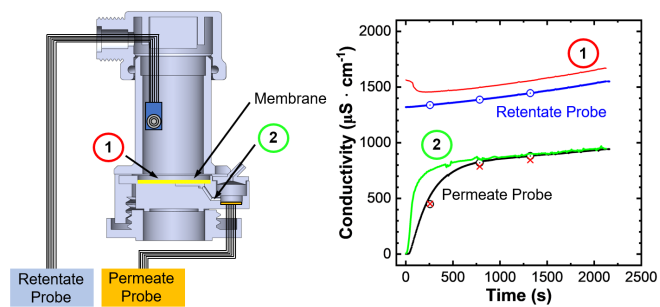 Membrane
1
2
Retentate
Probe
Permeate
Probe
Conductivity (µS · cm⁻¹)
2000
1500
1000
500
0
1
Retentate Probe
2
Permeate Probe
0 500 1000 1500 2000 2500
Time (s)